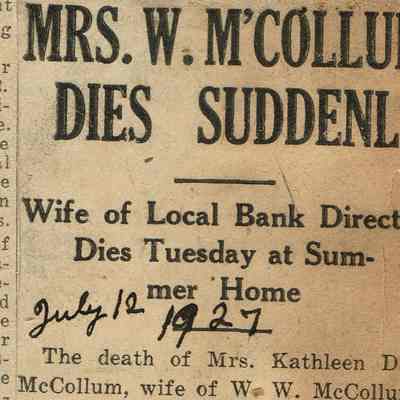 MRS. W. M'COLLU
DIES SUDDENL
Wife of Local Bank Direct
Dies Tuesday at Sum-
mer Home
July 12 1927
The death of Mrs. Kathleen D
McCollum, wife of W. W. McCollu